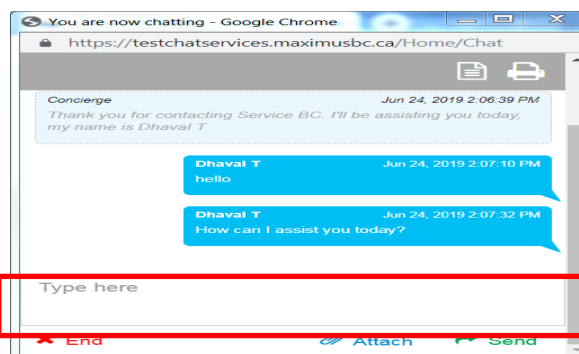 You are now chatting - Google Chrome
https://testchatservices.maximusbc.ca/Home/Chat
Concierge Jun 24, 2019 2:06:39 PM
Thank you for contacting Service BC. I'll be assisting you today,
my name is Dhaval T
Dhaval T Jun 24, 2019 2:07:10 PM
hello
Dhaval T Jun 24, 2019 2:07:32 PM
How can I assist you today?
Type here
End Attach Send